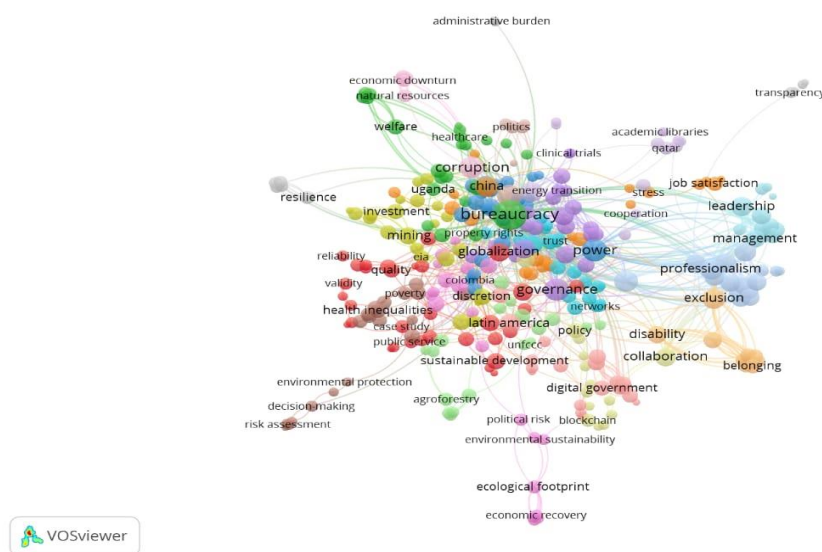 administrative burden
economic downturn
natural resources
transparency
welfare
politics
healthcare
academic libraries
qatar
clinical trials
corruption
china
energy transition
job satisfaction
stress
resilience
uganda
leadership
investment
bureaucracy
cooperation
property rights
mining
trust
management
globalization
power
reliability
eia
quality
professionalism
validity
colombia
poverty
discretion
governance
exclusion
health inequalities
networks
case study
latin america
policy
disability
public service
unfccc
sustainable development
collaboration
belonging
environmental protection
digital government
agroforestry
decision-making
political risk
blockchain
risk assessment
environmental sustainability
ecological footprint
economic recovery
VOSviewer